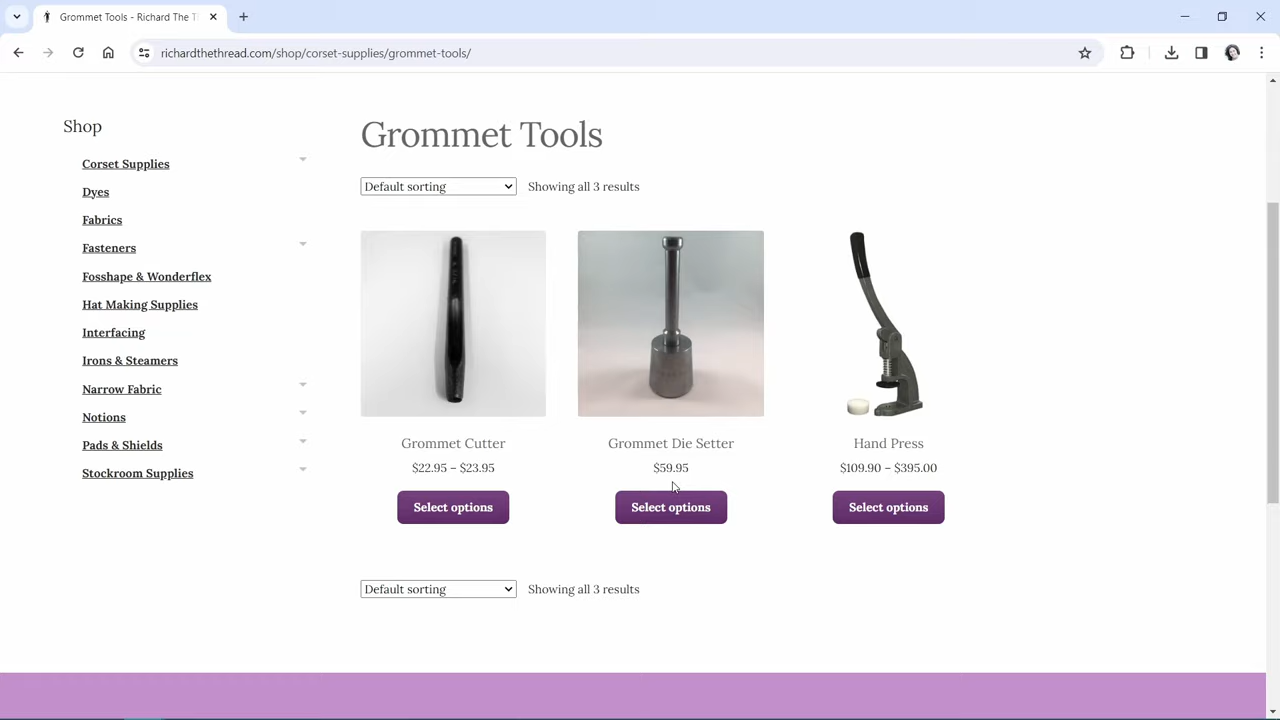 Grommet Tools - Richard The T
richardthethread.com/shop/corset-supplies/grommet-tools/
Shop
Corset Supplies
Dyes
Fabrics
Fasteners
Fosshape & Wonderflex
Hat Making Supplies
Interfacing
Irons & Steamers
Narrow Fabric
Notions
Pads & Shields
Stockroom Supplies
Grommet Tools
Default sorting
Showing all 3 results
Grommet Cutter
$22.95 – $23.95
Select options
Grommet Die Setter
$59.95
Select options
Hand Press
$109.90 – $395.00
Select options
Default sorting
Showing all 3 results